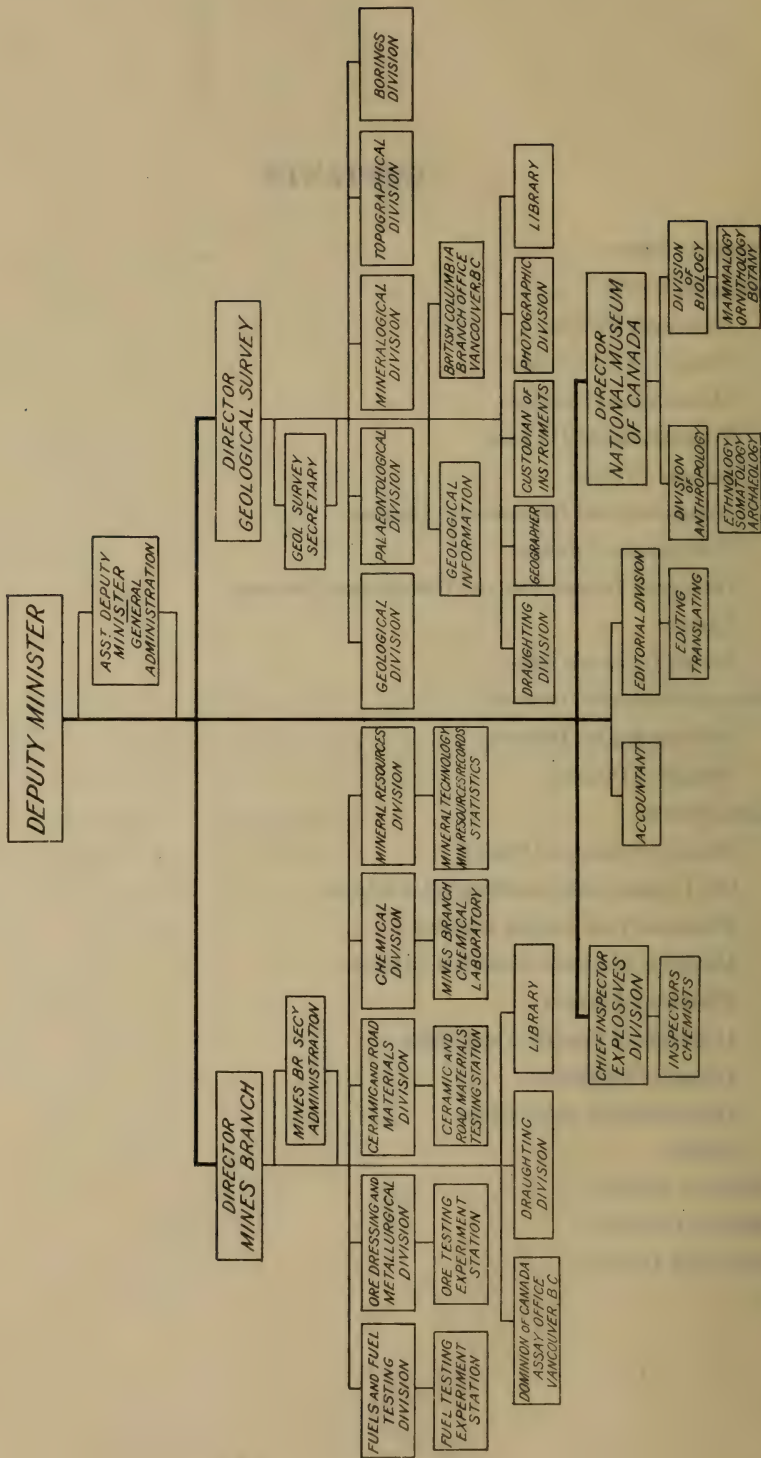 DEPUTY MINISTER
ASST DEPUTY
MINISTER
GENERAL
ADMINISTRATION
DIRECTOR
MINES BRANCH
MINES BR SECY
ADMINISTRATION
FUELS AND FUEL
TESTING
DIVISION
ORE DRESSING AND
METALLURGICAL
DIVISION
CERAMIC AND ROAD
MATERIALS
DIVISION
CHEMICAL
DIVISION
MINERAL RESOURCES
DIVISION
FUEL TESTING
EXPERIMENT
STATION
ORE TESTING
EXPERIMENT
STATION
CERAMIC AND
ROAD MATERIALS
TESTING STATION
MINES BRANCH
CHEMICAL
LABORATORY
MINERAL TECHNOLOGY
MIN RESOURCES RECORDS
STATISTICS
DOMINION OF CANADA
ASSAY OFFICE
VANCOUVER, B C
DRAUGHTING
DIVISION
LIBRARY
DIRECTOR
GEOLOGICAL SURVEY
GEOL SURVEY
SECRETARY
GEOLOGICAL
DIVISION
PALAEONTOLOGICAL
DIVISION
MINERALOGICAL
DIVISION
TOPOGRAPHICAL
DIVISION
BORINGS
DIVISION
GEOLOGICAL
INFORMATION
BRITISH COLUMBIA
BRANCH OFFICE
VANCOUVER, BC
DRAUGHTING
DIVISION
GEOGRAPHER
CUSTODIAN OF
INSTRUMENTS
PHOTOGRAPHIC
DIVISION
LIBRARY
CHIEF INSPECTOR
EXPLOSIVES
DIVISION
INSPECTORS
CHEMISTS
ACCOUNTANT
EDITORIAL DIVISION
EDITING
TRANSLATING
DIRECTOR
NATIONAL MUSEUM
OF CANADA
DIVISION
OF
ANTHROPOLOGY
ETHNOLOGY
SOMATOLOGY
ARCHAEOLOGY
DIVISION
OF
BIOLOGY
MAMMALOGY
ORNITHOLOGY
BOTANY